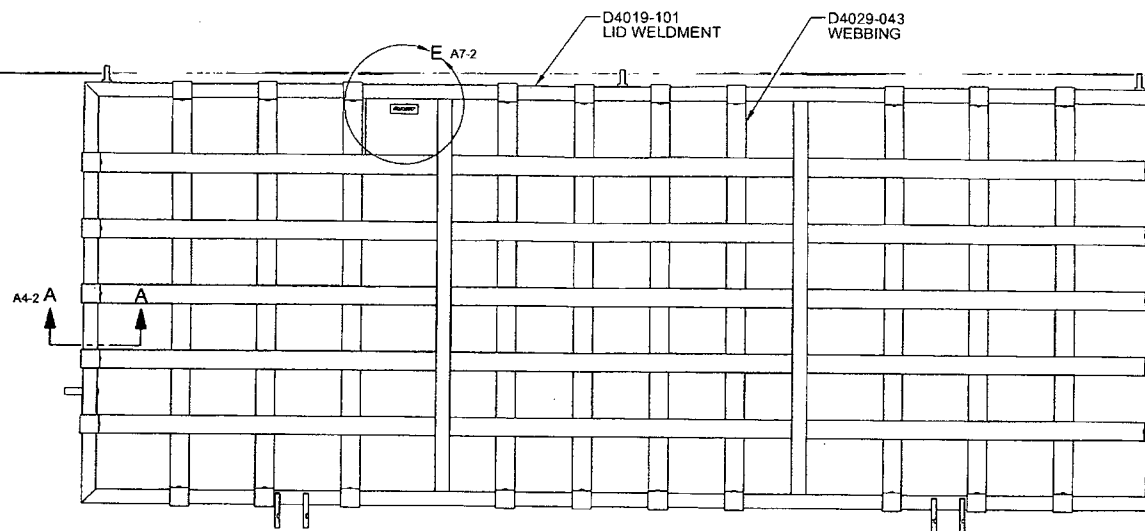 D4019-101
LID WELDMENT
D4029-043
WEBBING
E A7-2
A4-2 A A